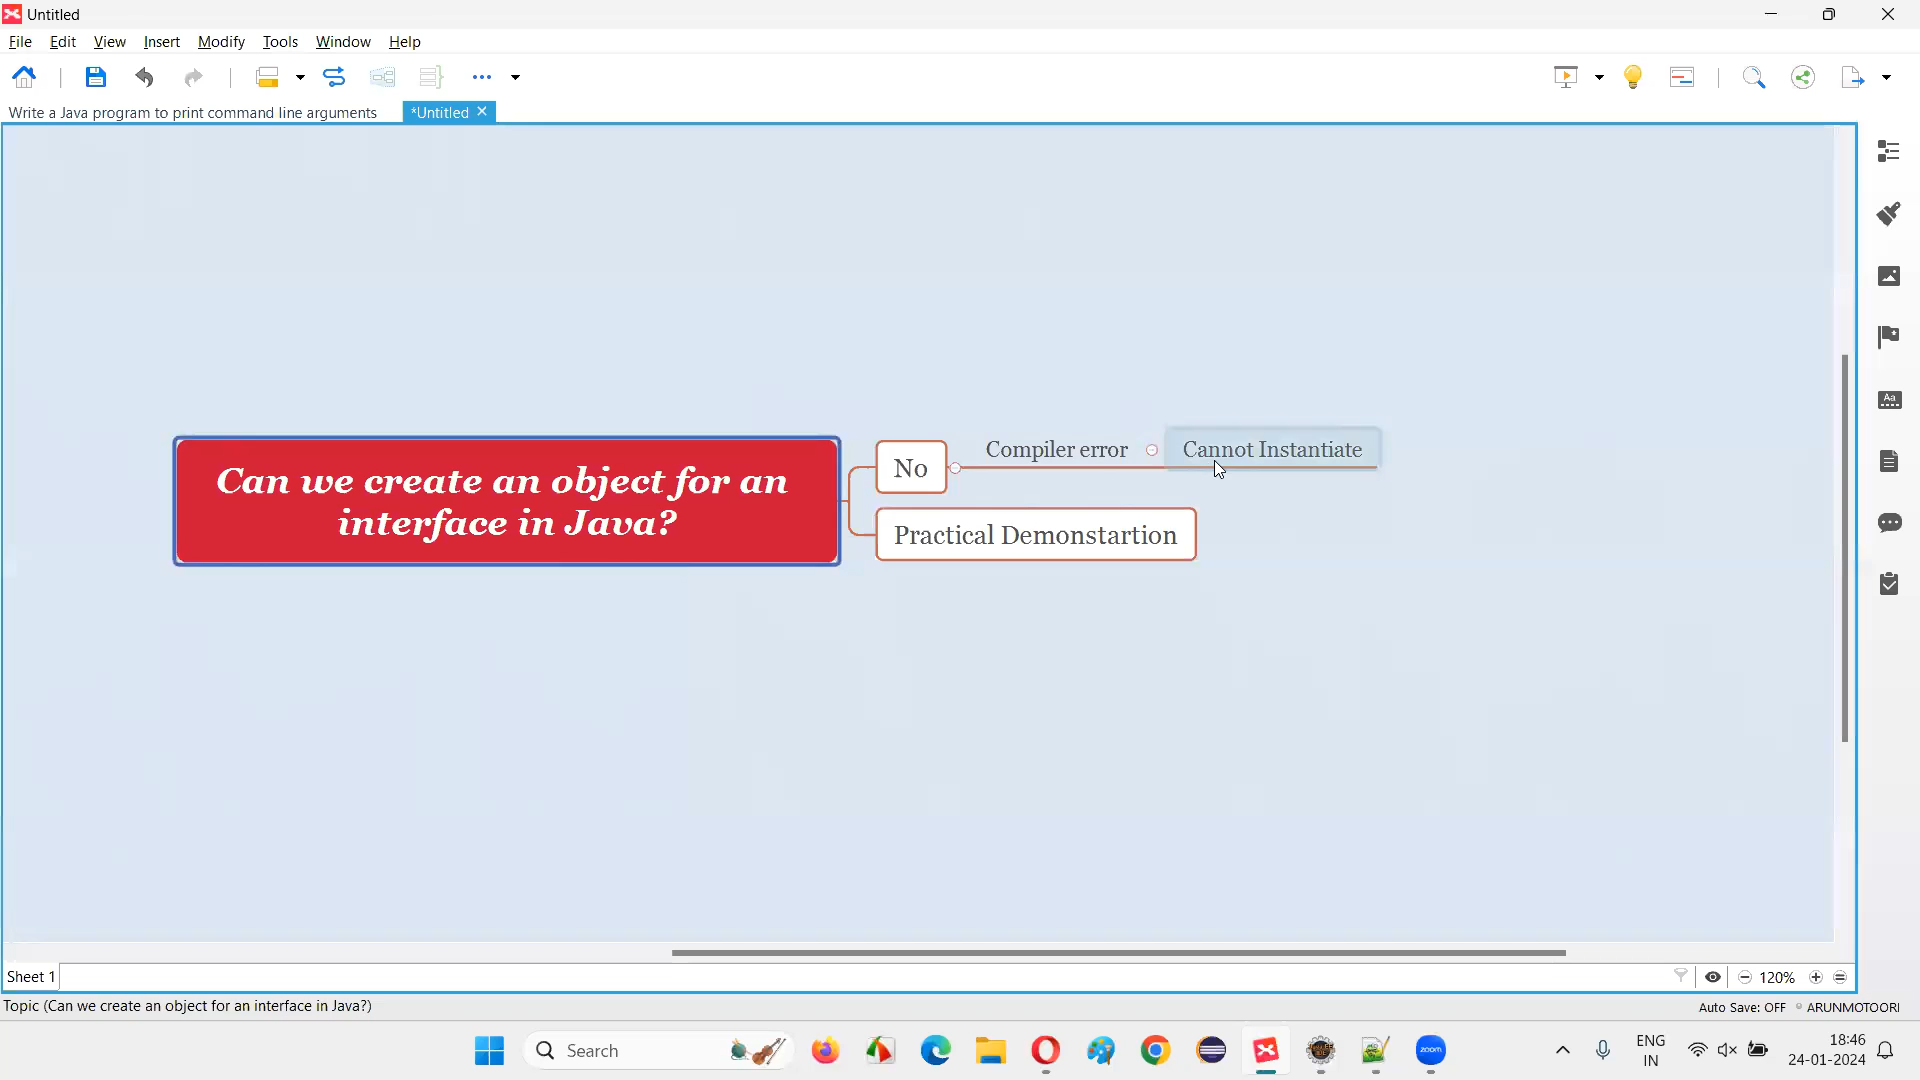 Untitled
File Edit View Insert Modify Tools Window Help
Write a Java program to print command line arguments
*Untitled
Can we create an object for an
interface in Java?
No
Compiler error
Cannot Instantiate
Practical Demonstartion
Sheet 1
120%
Topic (Can we create an object for an interface in Java?)
Auto Save: OFF
ARUNMOTOORI
Search
zoom
ENG
IN
18:46
24-01-2024